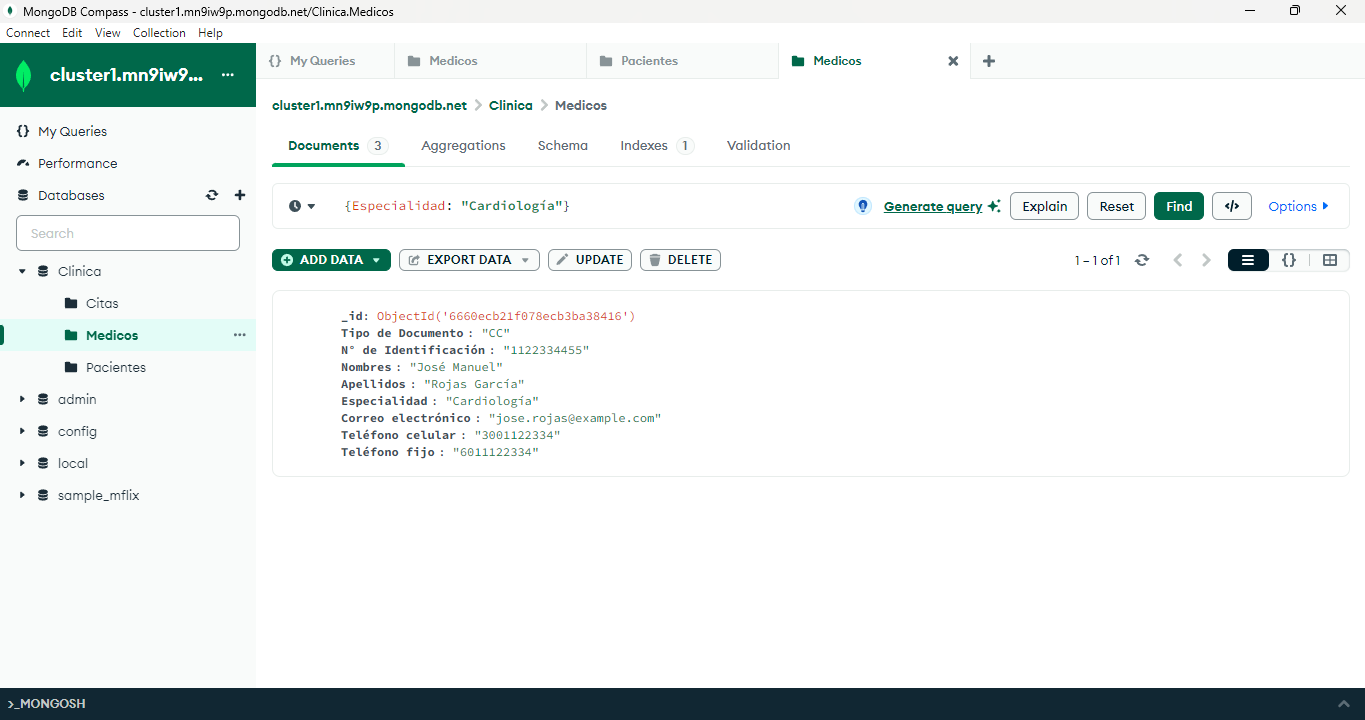 MongoDB Compass - cluster1.mn9iw9p.mongodb.net/Clinica.Medicos
Connect Edit View Collection Help
cluster1.mn9iw9... ...
{} My Queries
Performance
Databases
Search
Clinica
Citas
Medicos ...
Pacientes
admin
config
local
sample_mflix
{} My Queries Medicos Pacientes Medicos
cluster1.mn9iw9p.mongodb.net > Clinica > Medicos
Documents 3 Aggregations Schema Indexes 1 Validation
{Especialidad: "Cardiología"} Generate query Explain Reset Find </> Options
ADD DATA EXPORT DATA UPDATE DELETE 1 – 1 of 1 {}
_id: ObjectId('6660ecb21f078ecb3ba38416')
Tipo de Documento : "CC"
N° de Identificación : "1122334455"
Nombres : "José Manuel"
Apellidos : "Rojas García"
Especialidad : "Cardiología"
Correo electrónico : "jose.rojas@example.com"
Teléfono celular : "3001122334"
Teléfono fijo : "6011122334"
>_MONGOSH